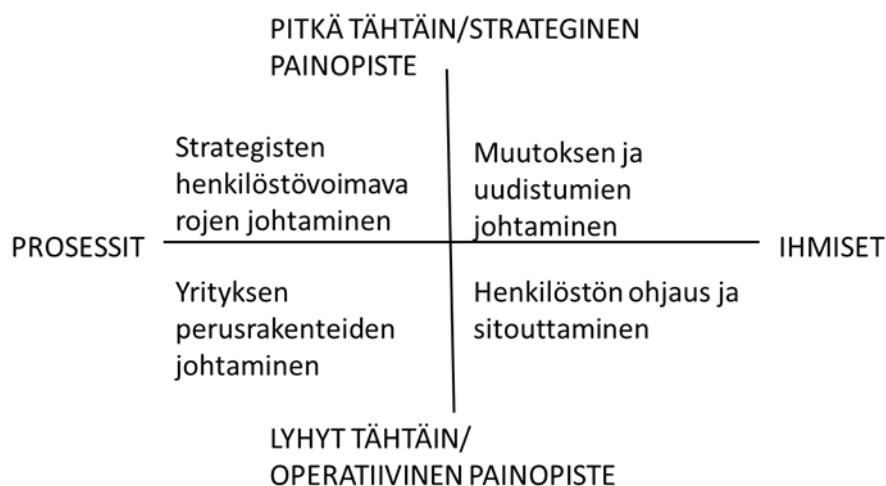 PITKÄ TÄHTÄIN/STRATEGINEN
PAINOPISTE
Strategisten
henkilöstövoimava
rojen johtaminen
Muutoksen ja
uudistumien
johtaminen
PROSESSIT
IHMISET
Yrityksen
perusrakenteiden
johtaminen
Henkilöstön ohjaus ja
sitouttaminen
LYHYT TÄHTÄIN/
OPERATIIVINEN PAINOPISTE